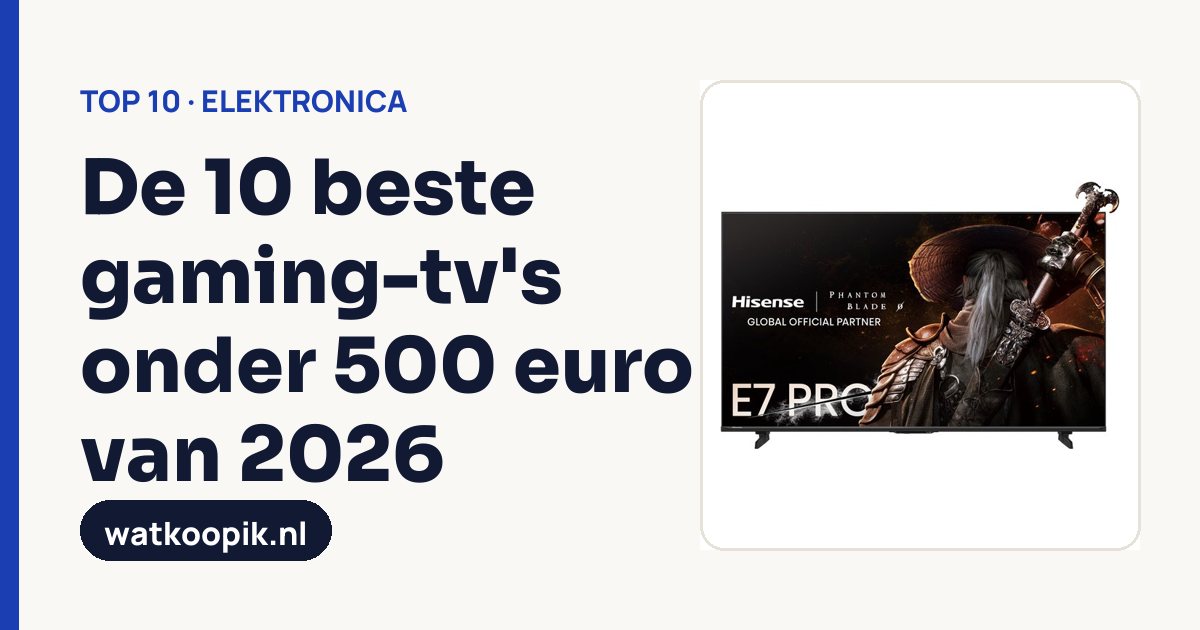 TOP 10 · ELEKTRONICA
De 10 beste
gaming-tv's
onder 500 euro
van 2026
watkoopik.nl
Hisense | PHANTOM BLADE 0
GLOBAL OFFICIAL PARTNER
E7 PRO